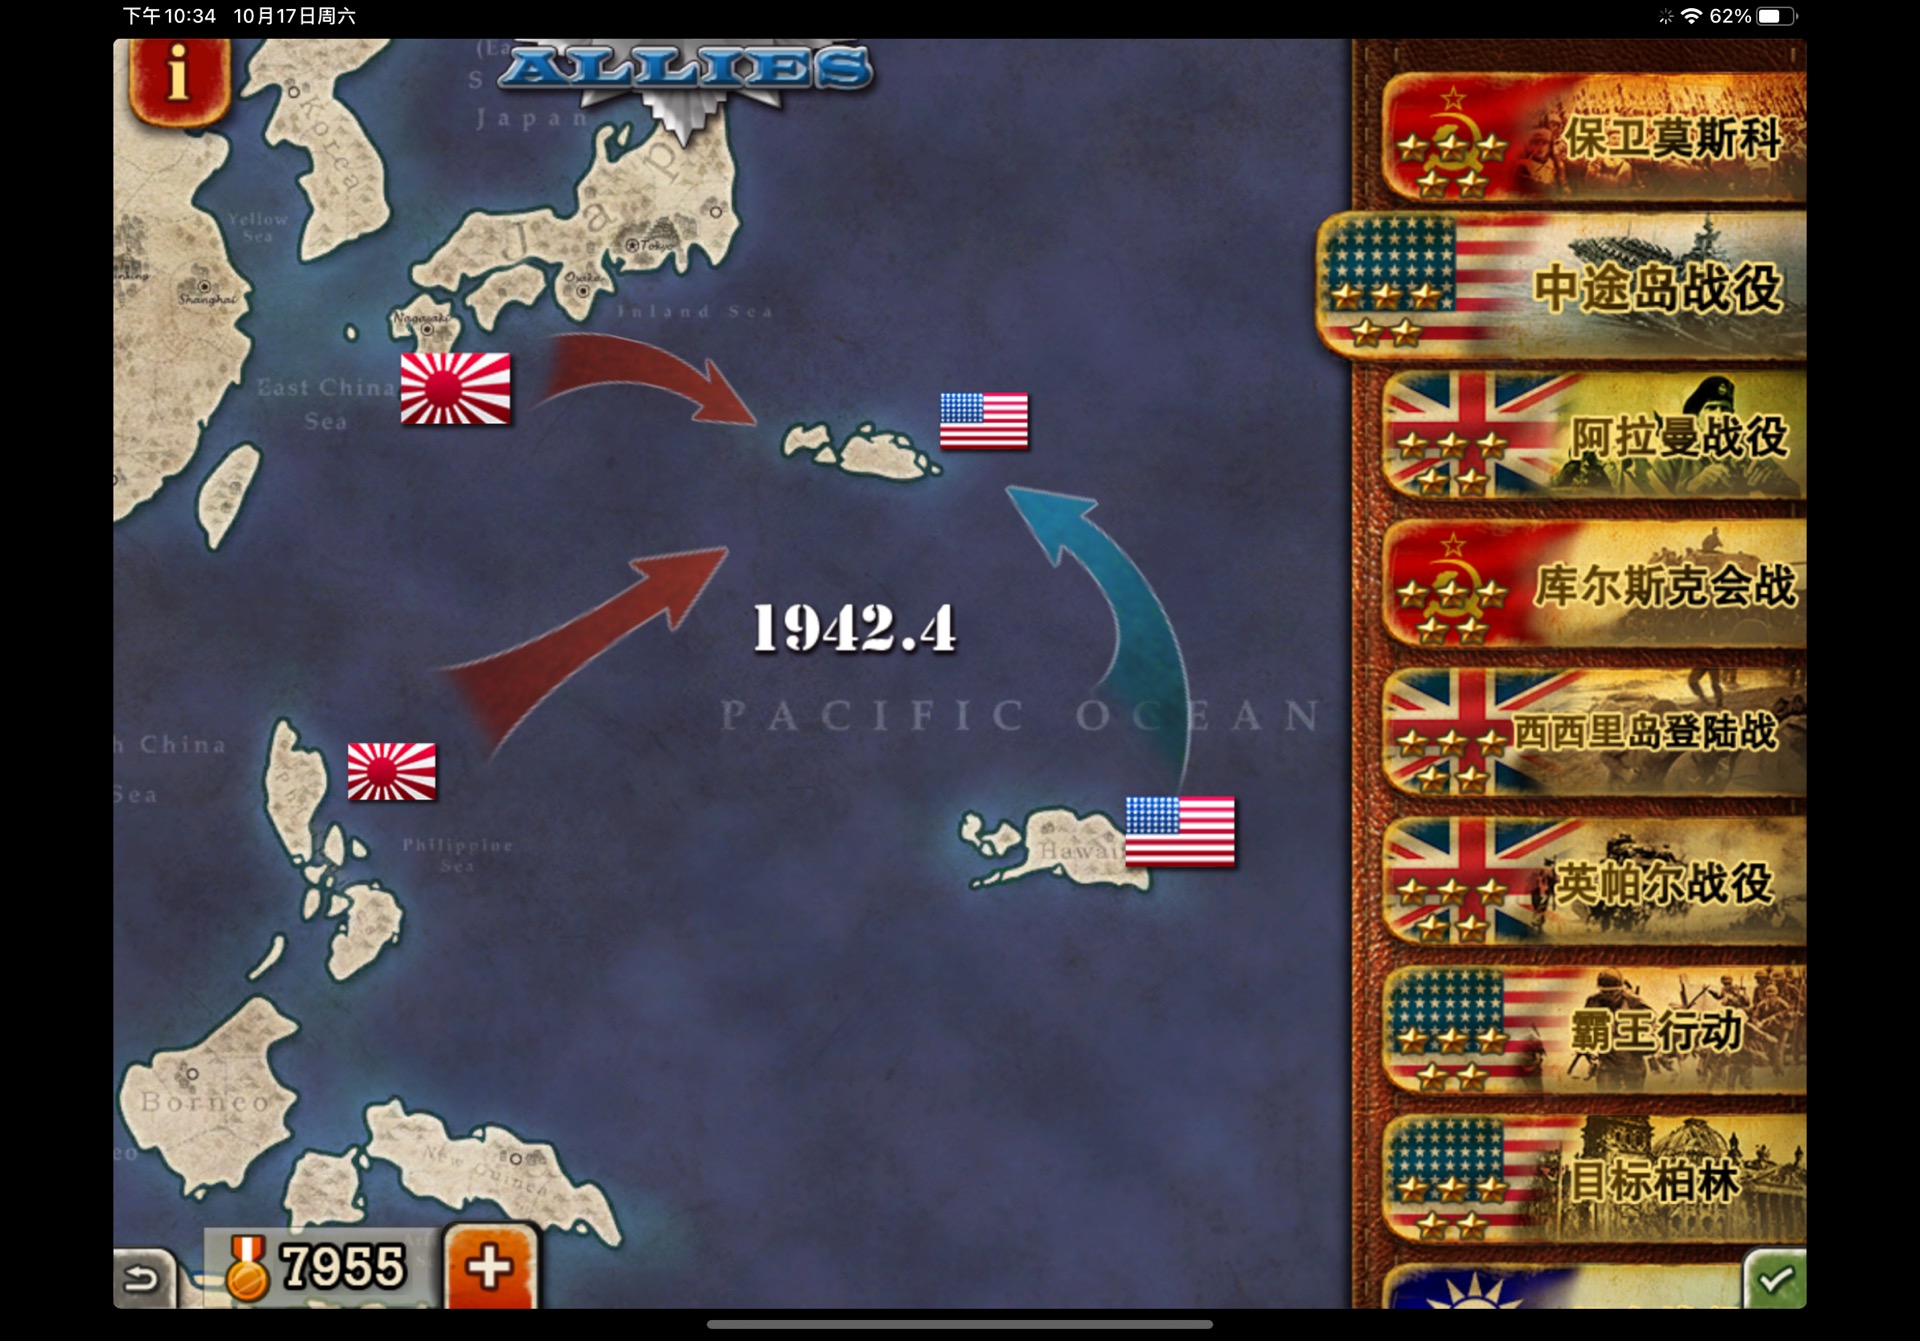 下午10:34 10月17日周六
62%
i
ALLIES
Japan
Korea
Japan
Yellow
Sea
Tokyo
Shanghai
Osaka
Inland Sea
Nagasaki
East China
Sea
1942.4
PACIFIC OCEAN
h China
Sea
Philippine
Sea
Hawaii
Borneo
New Guinea
7955
保卫莫斯科
中途岛战役
阿拉曼战役
库尔斯克会战
西西里岛登陆战
英帕尔战役
霸王行动
目标柏林